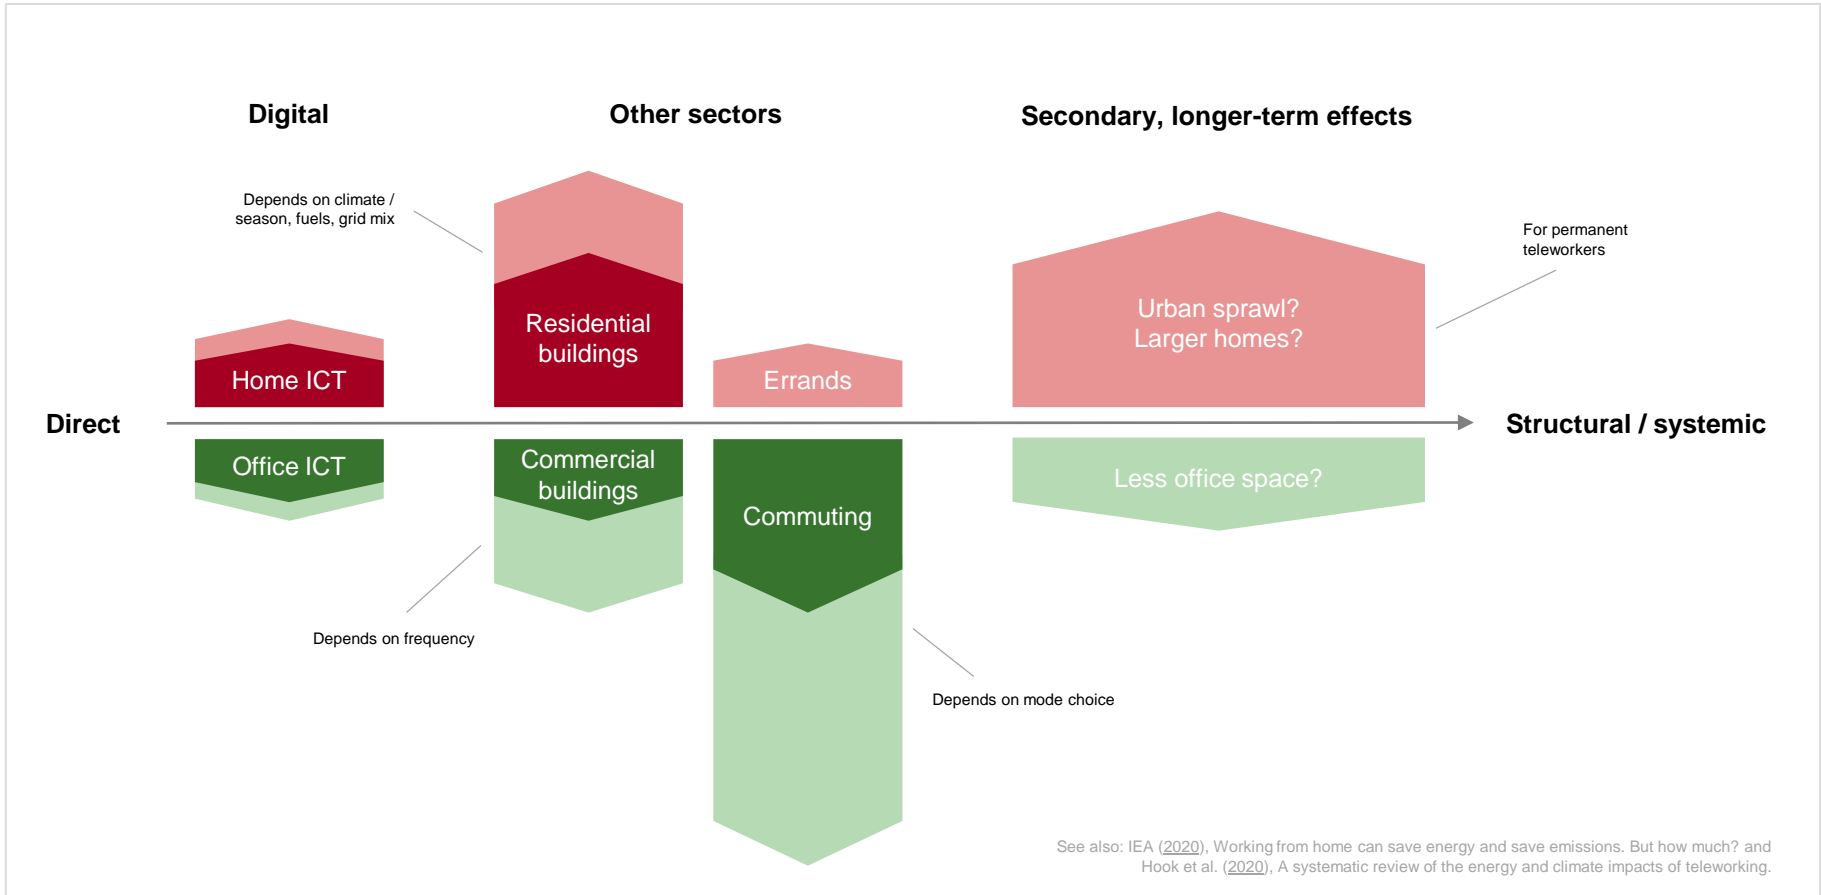 Digital
Other sectors
Secondary, longer-term effects
Depends on climate /
season, fuels, grid mix
For permanent
teleworkers
Residential
buildings
Urban sprawl?
Larger homes?
Home ICT
Errands
Direct
Structural / systemic
Office ICT
Commercial
buildings
Commuting
Less office space?
Depends on frequency
Depends on mode choice
See also: IEA (2020), Working from home can save energy and save emissions. But how much? and
Hook et al. (2020), A systematic review of the energy and climate impacts of teleworking.